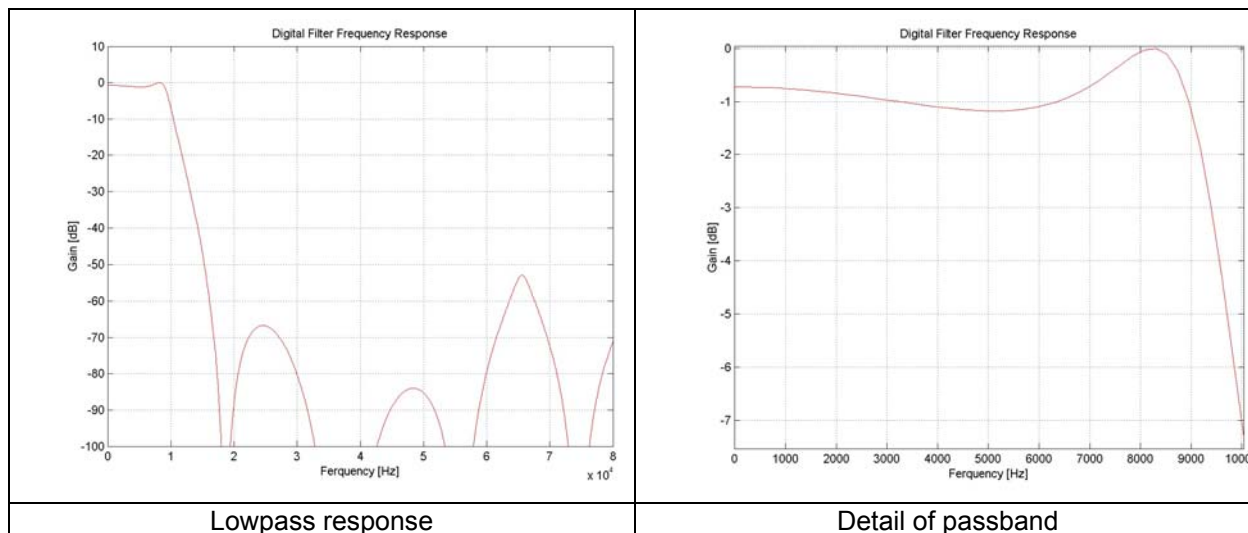 Digital Filter Frequency Response
10
0
-10
-20
-30
-40
-50
-60
-70
-80
-90
-100
Gain [dB]
0 1 2 3 4 5 6 7 8
Ferquency [Hz]
x 10^4
Lowpass response
Digital Filter Frequency Response
0
-1
-2
-3
-4
-5
-6
-7
Gain [dB]
0 1000 2000 3000 4000 5000 6000 7000 8000 9000 1000
Ferquency [Hz]
Detail of passband